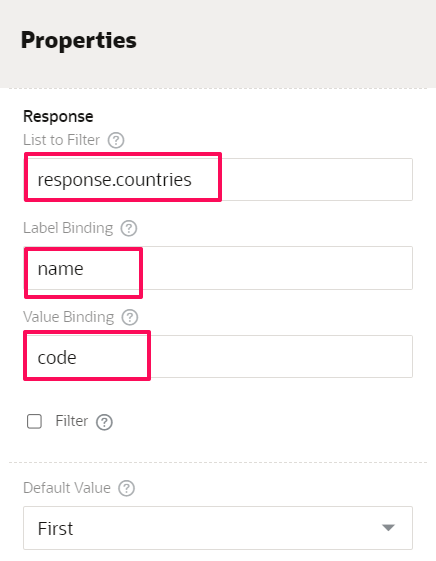 Properties
Response
List to Filter ?
response.countries
Label Binding ?
name
Value Binding ?
code
Filter ?
Default Value ?
First